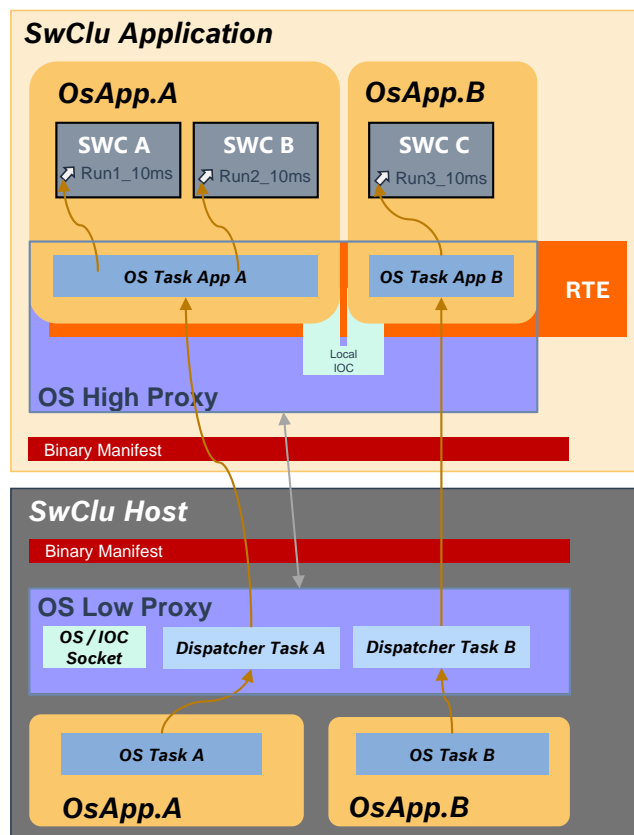 SwClu Application
OsApp.A
OsApp.B
SWC A
SWC B
SWC C
Run1_10ms
Run2_10ms
Run3_10ms
OS Task App A
OS Task App B
RTE
Local
IOC
OS High Proxy
Binary Manifest
SwClu Host
Binary Manifest
OS Low Proxy
OS / IOC
Socket
Dispatcher Task A
Dispatcher Task B
OS Task A
OS Task B
OsApp.A
OsApp.B